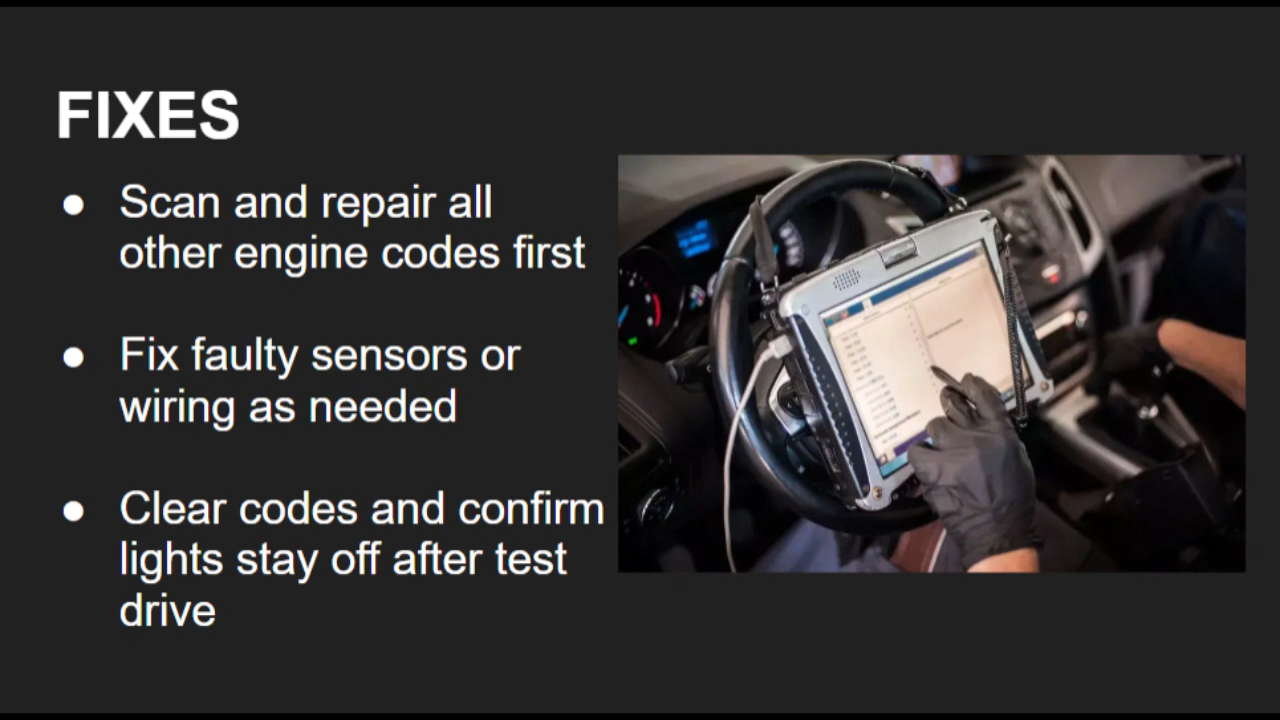 FIXES
● Scan and repair all
other engine codes first
● Fix faulty sensors or
wiring as needed
● Clear codes and confirm
lights stay off after test
drive